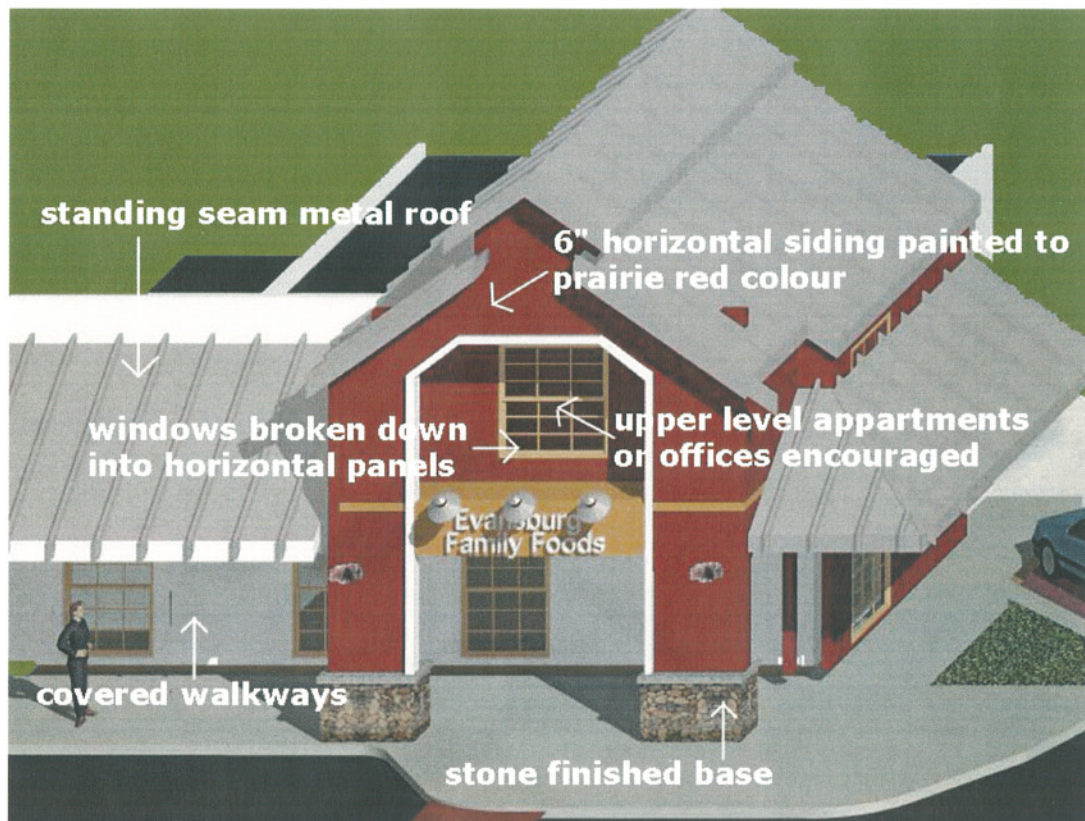 standing seam metal roof
6" horizontal siding painted to
prairie red colour
windows broken down
into horizontal panels
upper level appartments
or offices encouraged
Evansburg
Family Foods
covered walkways
stone finished base